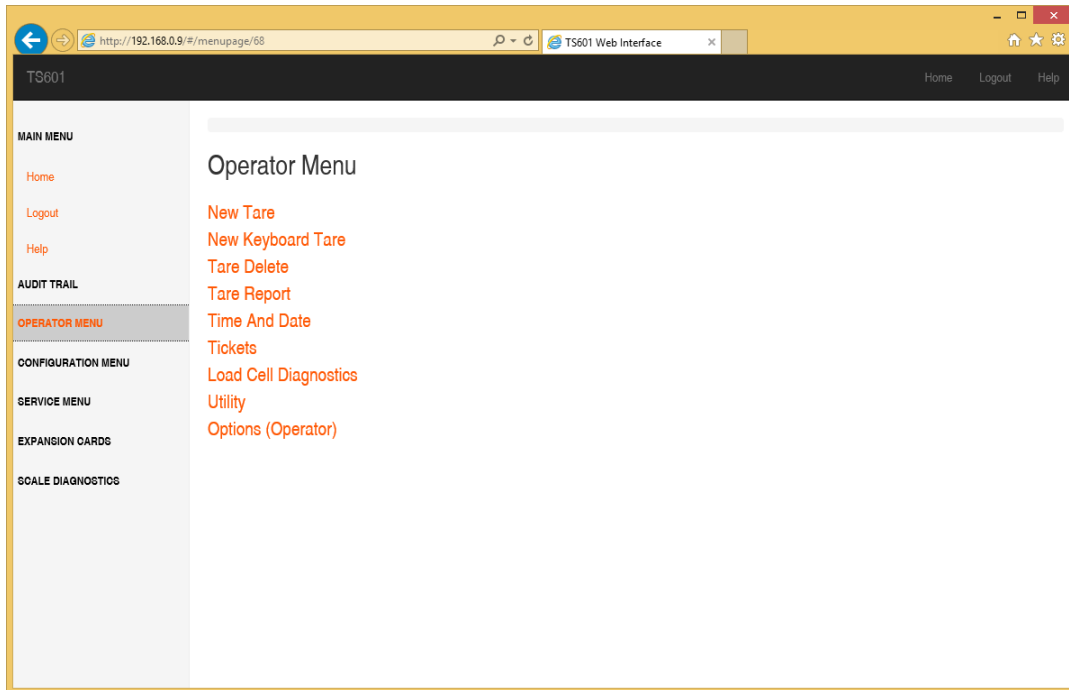 http://192.168.0.9/#/menupage/68
TS601 Web Interface
TS601
Home Logout Help
MAIN MENU
Home
Logout
Help
AUDIT TRAIL
OPERATOR MENU
CONFIGURATION MENU
SERVICE MENU
EXPANSION CARDS
SCALE DIAGNOSTICS
Operator Menu
New Tare
New Keyboard Tare
Tare Delete
Tare Report
Time And Date
Tickets
Load Cell Diagnostics
Utility
Options (Operator)